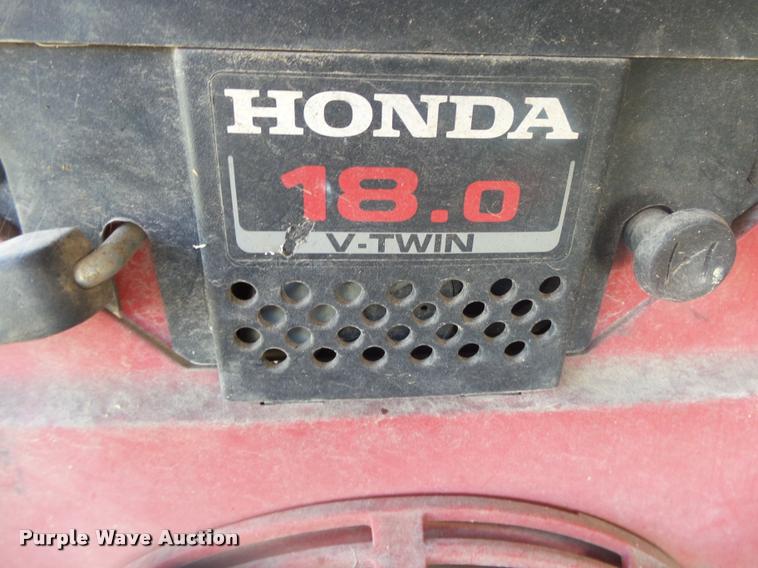 HONDA
18.0
V-TWIN
Purple Wave Auction